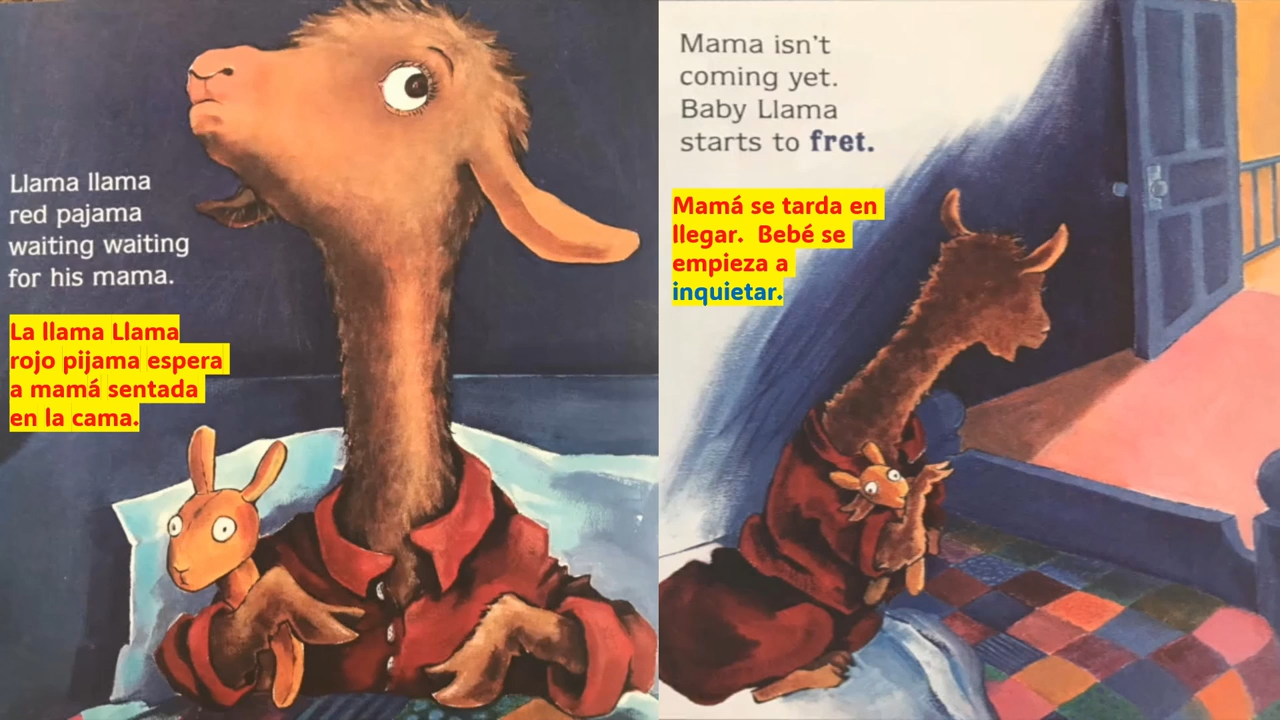 Llama llama
red pajama
waiting waiting
for his mama.
La llama Llama
rojo pijama espera
a mamá sentada
en la cama.
Mama isn't
coming yet.
Baby Llama
starts to fret.
Mamá se tarda en
llegar.  Bebé se
empieza a
inquietar.